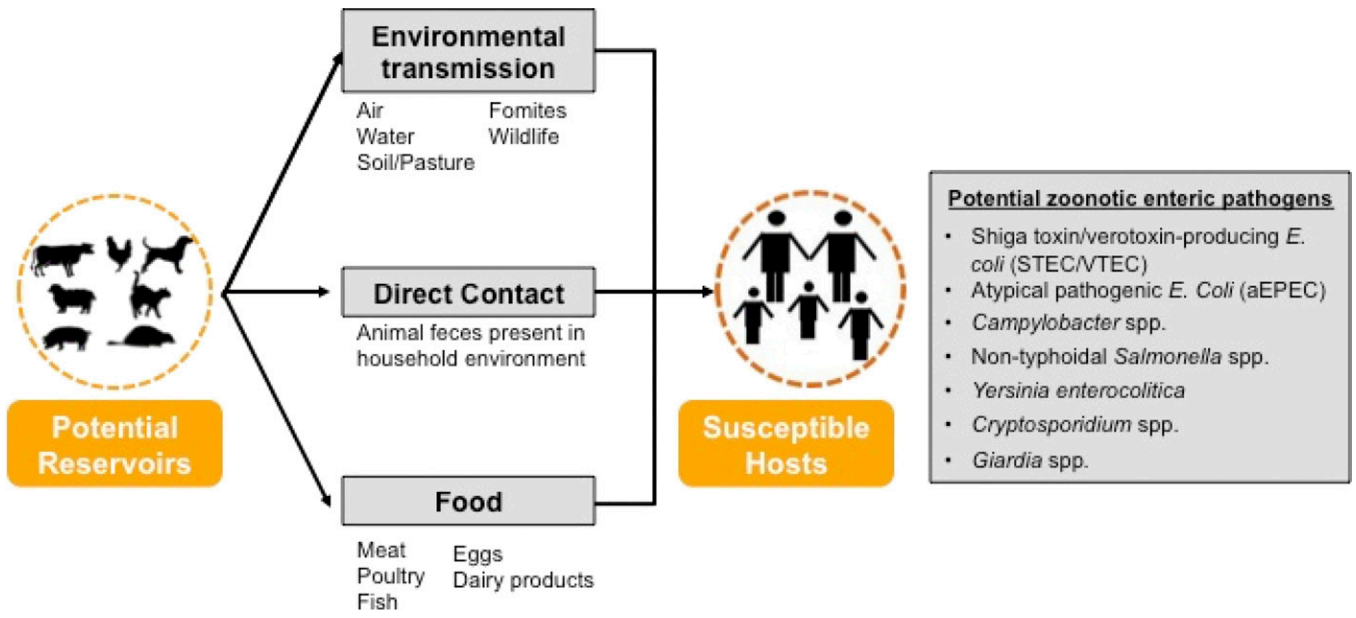 Environmental
transmission
Air
Water
Soil/Pasture
Fomites
Wildlife
Potential
Reservoirs
Direct Contact
Animal feces present in
household environment
Food
Meat
Poultry
Fish
Eggs
Dairy products
Susceptible
Hosts
Potential zoonotic enteric pathogens
• Shiga toxin/verotoxin-producing E.
coli (STEC/VTEC)
• Atypical pathogenic E. Coli (aEPEC)
• Campylobacter spp.
• Non-typhoidal Salmonella spp.
• Yersinia enterocolitica
• Cryptosporidium spp.
• Giardia spp.